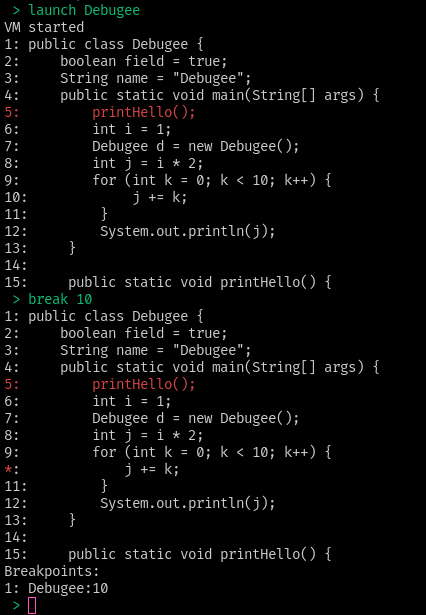 > launch Debugee
VM started
1: public class Debugee {
2:     boolean field = true;
3:     String name = "Debugee";
4:     public static void main(String[] args) {
5:         printHello();
6:         int i = 1;
7:         Debugee d = new Debugee();
8:         int j = i * 2;
9:         for (int k = 0; k < 10; k++) {
10:             j += k;
11:         }
12:         System.out.println(j);
13:     }
14:
15:     public static void printHello() {
 > break 10
1: public class Debugee {
2:     boolean field = true;
3:     String name = "Debugee";
4:     public static void main(String[] args) {
5:         printHello();
6:         int i = 1;
7:         Debugee d = new Debugee();
8:         int j = i * 2;
9:         for (int k = 0; k < 10; k++) {
*:             j += k;
11:         }
12:         System.out.println(j);
13:     }
14:
15:     public static void printHello() {
Breakpoints:
1: Debugee:10
 >